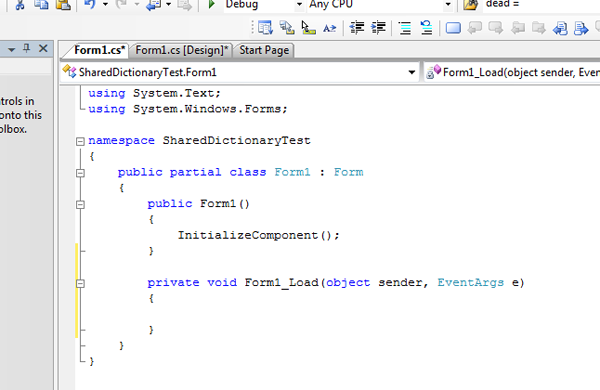 Debug Any CPU dead =
Form1.cs* Form1.cs [Design]* Start Page
SharedDictionaryTest.Form1 Form1_Load(object sender, Even
trols in
onto this
olbox.
using System.Text;
using System.Windows.Forms;
namespace SharedDictionaryTest
{
public partial class Form1 : Form
{
public Form1()
{
InitializeComponent();
}
private void Form1_Load(object sender, EventArgs e)
{
}
}
}